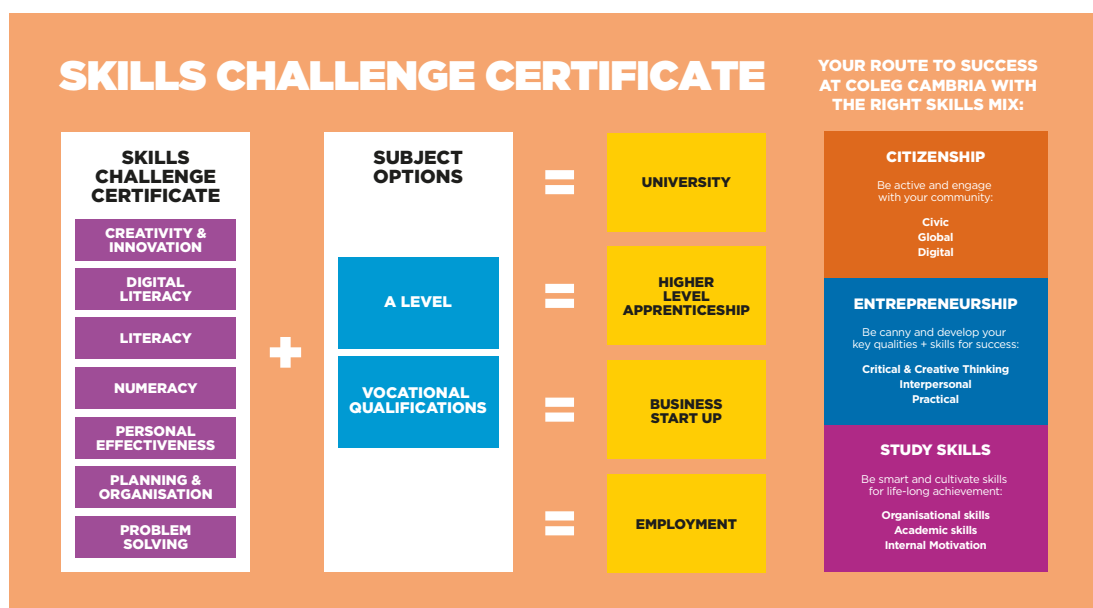 SKILLS CHALLENGE CERTIFICATE
SKILLS
CHALLENGE
CERTIFICATE
CREATIVITY &
INNOVATION
DIGITAL
LITERACY
LITERACY
NUMERACY
PERSONAL
EFFECTIVENESS
PLANNING &
ORGANISATION
PROBLEM
SOLVING
+
SUBJECT
OPTIONS
A LEVEL
VOCATIONAL
QUALIFICATIONS
=
UNIVERSITY
=
HIGHER
LEVEL
APPRENTICESHIP
=
BUSINESS
START UP
=
EMPLOYMENT
YOUR ROUTE TO SUCCESS
AT COLEG CAMBRIA WITH
THE RIGHT SKILLS MIX:
CITIZENSHIP
Be active and engage
with your community:
Civic
Global
Digital
ENTREPRENEURSHIP
Be canny and develop your
key qualities + skills for success:
Critical & Creative Thinking
Interpersonal
Practical
STUDY SKILLS
Be smart and cultivate skills
for life-long achievement:
Organisational skills
Academic skills
Internal Motivation